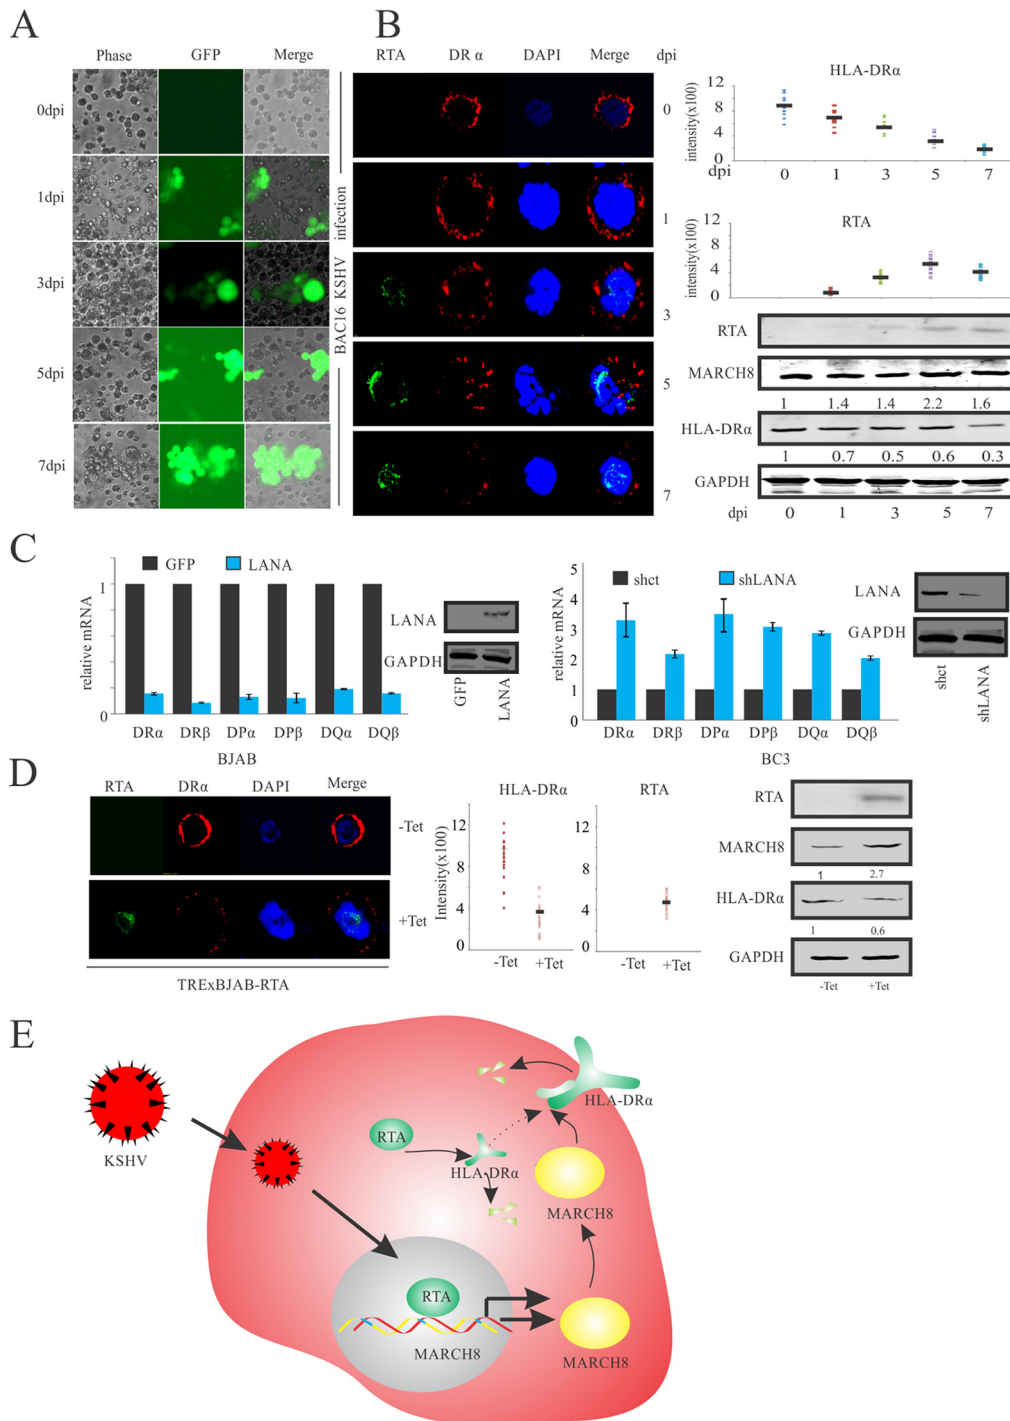 A
Phase GFP Merge
0dpi
1dpi
3dpi
5dpi
7dpi
BAC16 KSHV infection
B
RTA DR α DAPI Merge dpi
0
1
3
5
7
HLA-DRα
intensity(x100)
12
8
4
0
dpi 0 1 3 5 7
RTA
intensity(x100)
12
8
4
0
RTA
MARCH8
1 1.4 1.4 2.2 1.6
HLA-DRα
1 0.7 0.5 0.6 0.3
GAPDH
dpi 0 1 3 5 7
C
GFP LANA
relative mRNA
1
0
DRα DRβ DPα DPβ DQα DQβ
BJAB
LANA
GAPDH
GFP LANA
shct shLANA
relative mRNA
5
4
3
2
1
0
DRα DRβ DPα DPβ DQα DQβ
BC3
LANA
GAPDH
shct shLANA
D
RTA DRα DAPI Merge
-Tet
+Tet
TRExBJAB-RTA
HLA-DRα RTA
Intensity(x100)
12 12
8 8
4 4
0 0
-Tet +Tet -Tet +Tet
RTA
MARCH8
1 2.7
HLA-DRα
1 0.6
GAPDH
-Tet +Tet
E
KSHV
RTA
HLA-DRα
HLA-DRα
MARCH8
RTA
MARCH8
MARCH8